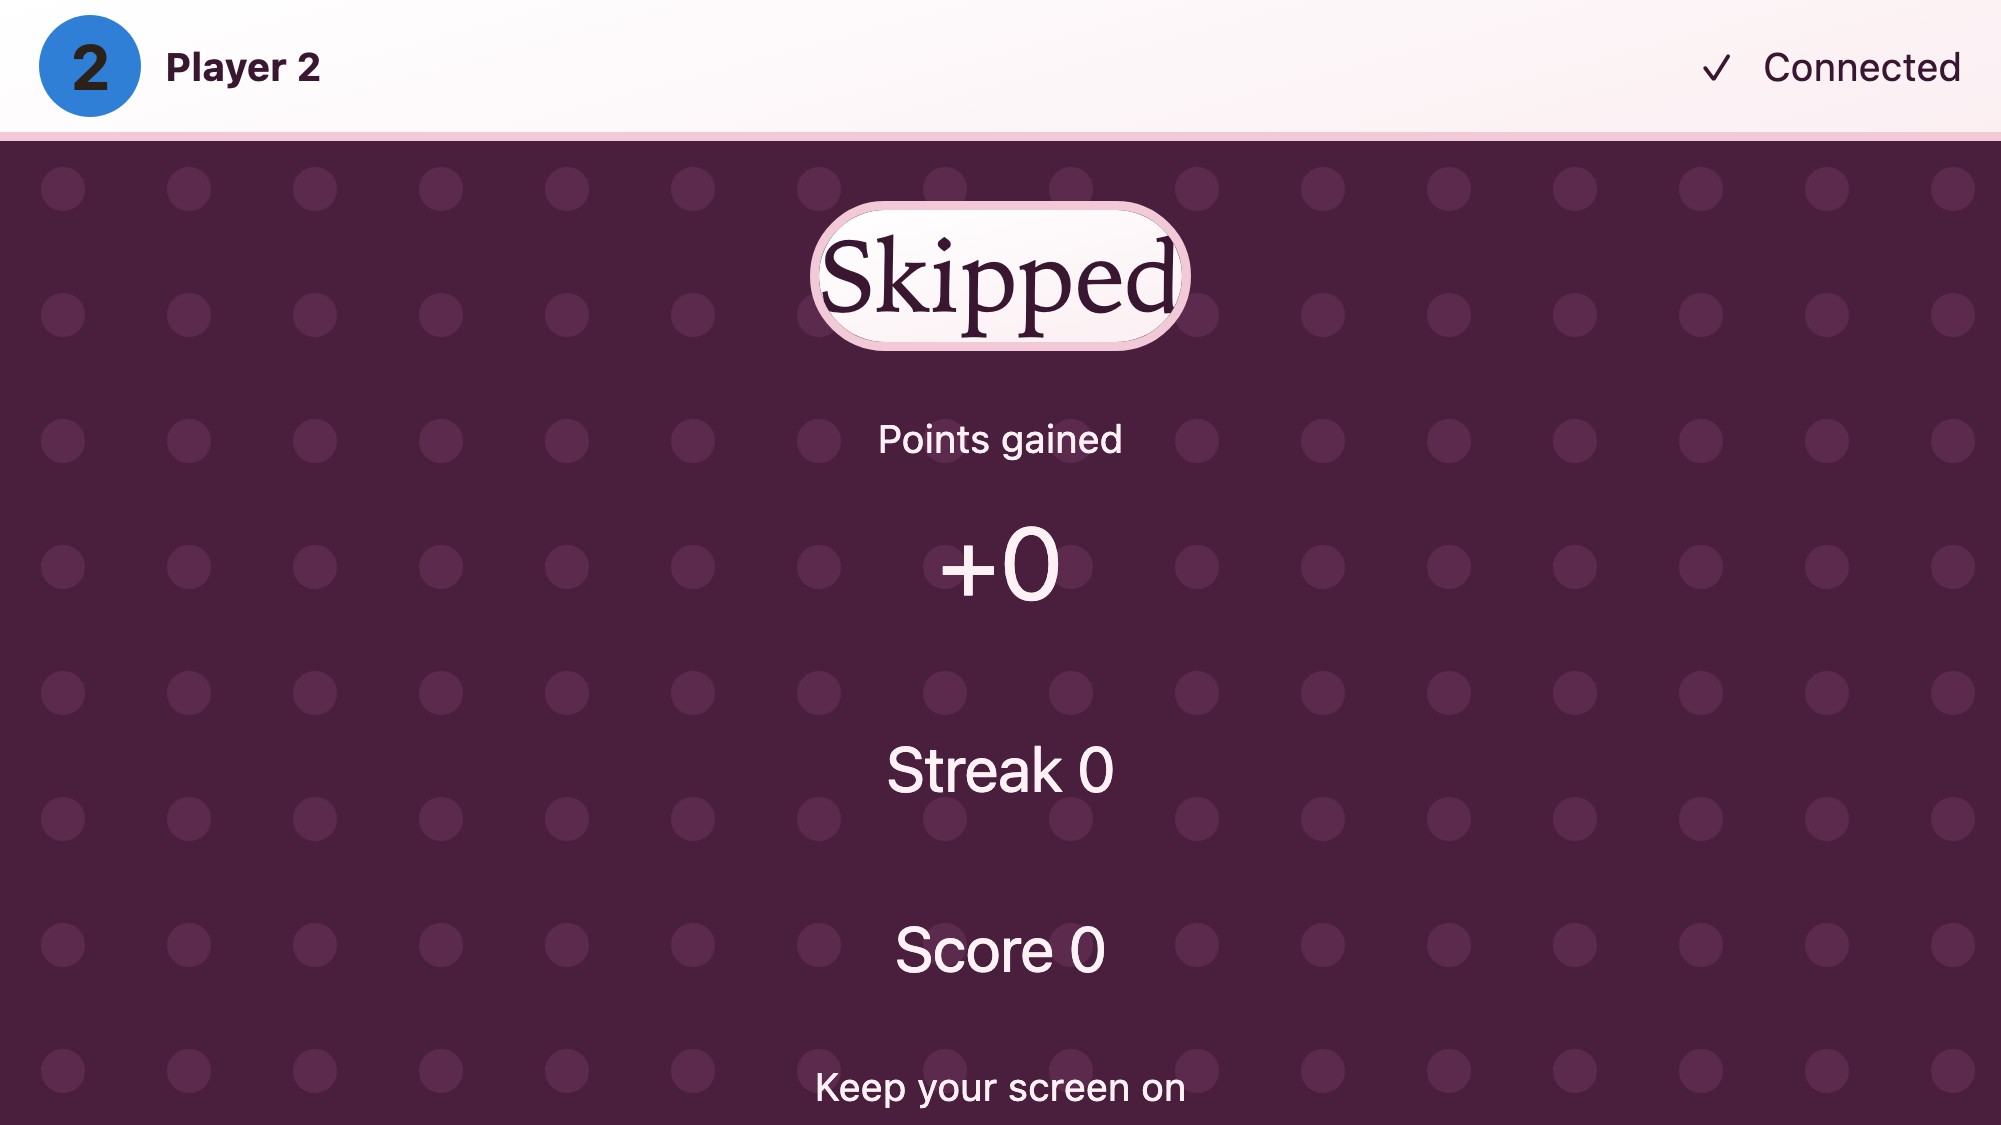 2 Player 2
✓ Connected
Skipped
Points gained
+0
Streak 0
Score 0
Keep your screen on